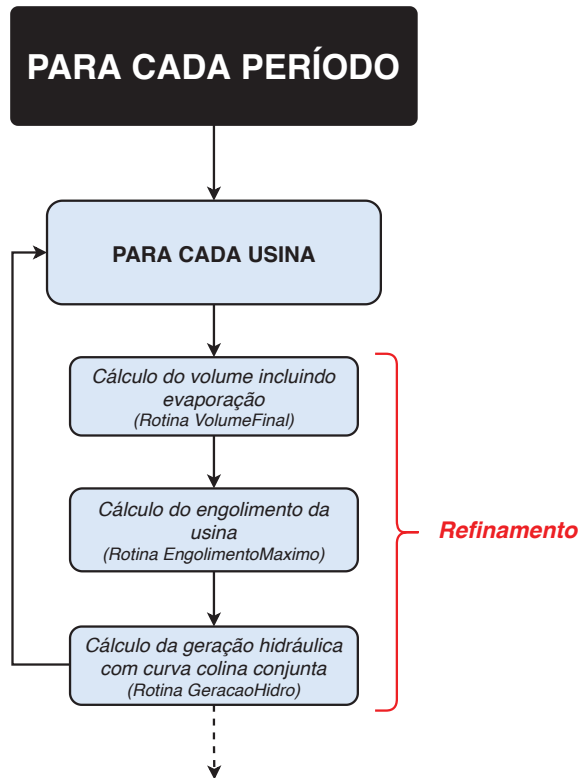 PARA CADA PERÍODO
PARA CADA USINA
Cálculo do volume incluindo
evaporação
(Rotina VolumeFinal)
Cálculo do engolimento da
usina
(Rotina EngolimentoMaximo)
Refinamento
Cálculo da geração hidráulica
com curva colina conjunta
(Rotina GeracaoHidro)